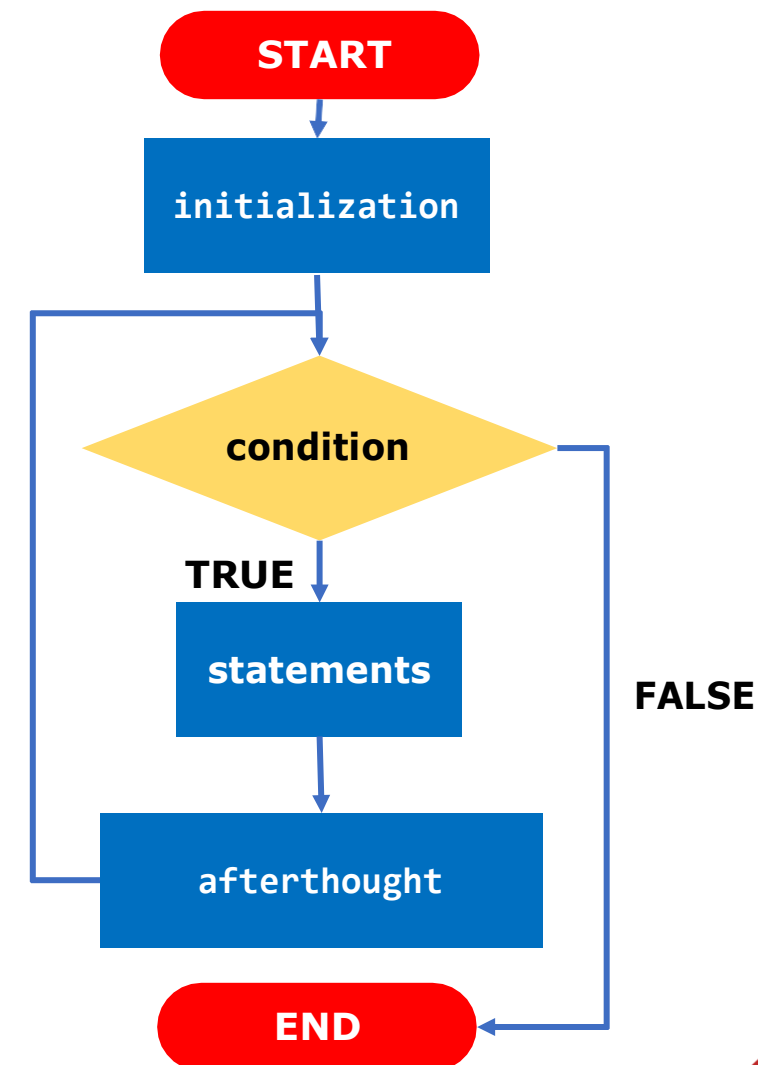 START
initialization
condition
TRUE
statements
FALSE
afterthought
END